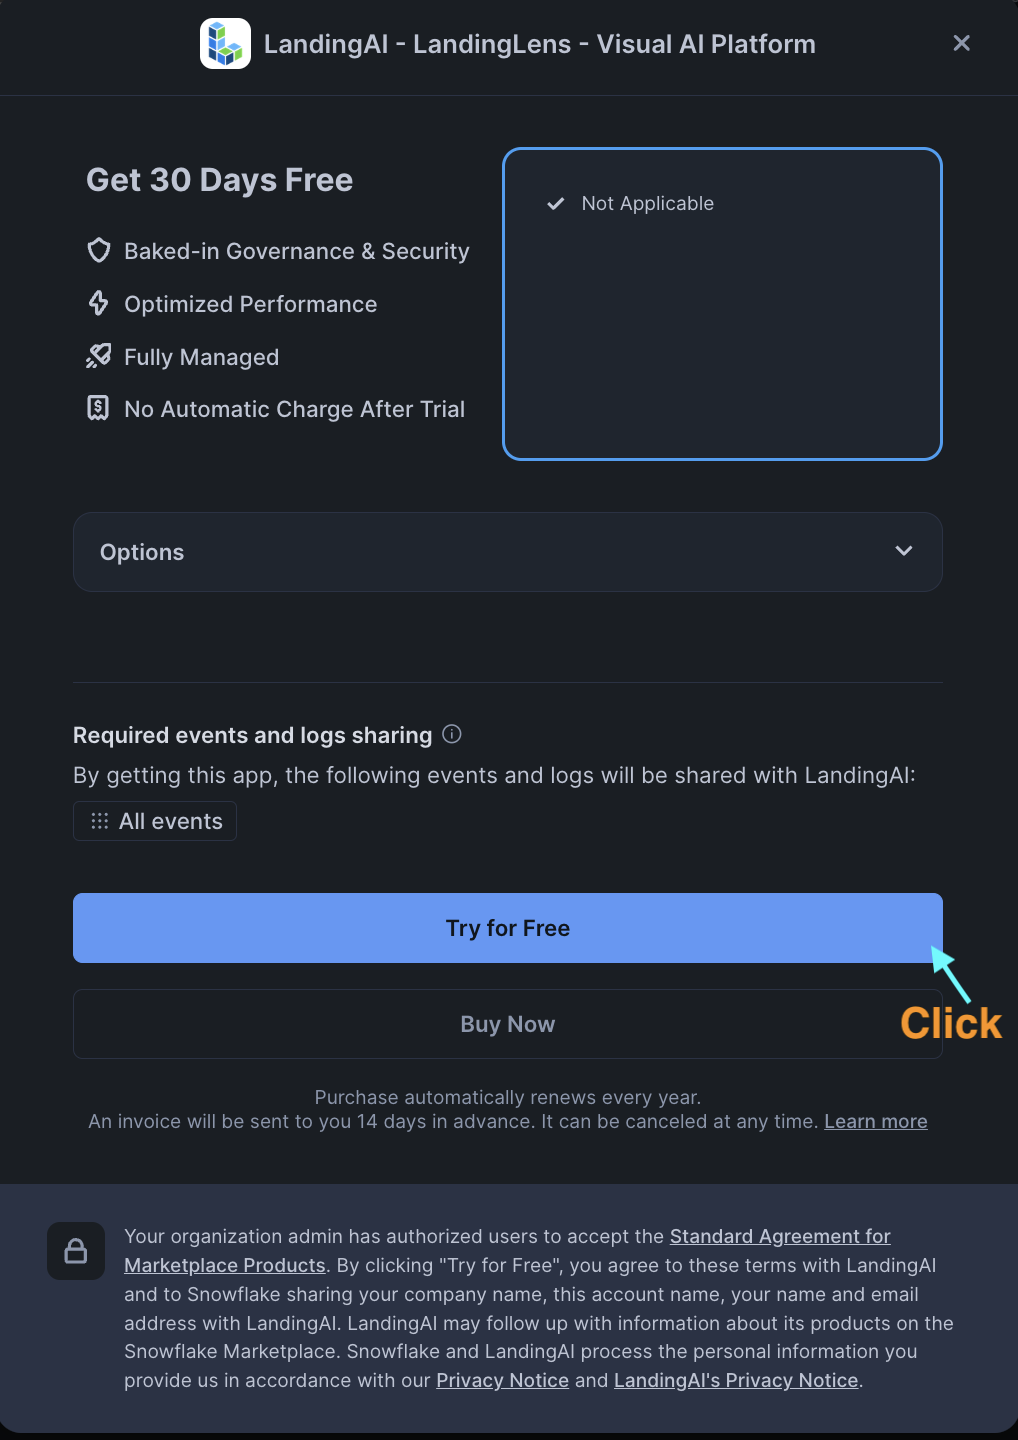 LandingAI - LandingLens - Visual AI Platform
Get 30 Days Free
Baked-in Governance & Security
Optimized Performance
Fully Managed
No Automatic Charge After Trial
Not Applicable
Options
Required events and logs sharing
By getting this app, the following events and logs will be shared with LandingAI:
All events
Try for Free
Click
Buy Now
Purchase automatically renews every year.
An invoice will be sent to you 14 days in advance. It can be canceled at any time. Learn more
Your organization admin has authorized users to accept the Standard Agreement for
Marketplace Products. By clicking "Try for Free", you agree to these terms with LandingAI
and to Snowflake sharing your company name, this account name, your name and email
address with LandingAI. LandingAI may follow up with information about its products on the
Snowflake Marketplace. Snowflake and LandingAI process the personal information you
provide us in accordance with our Privacy Notice and LandingAI's Privacy Notice.